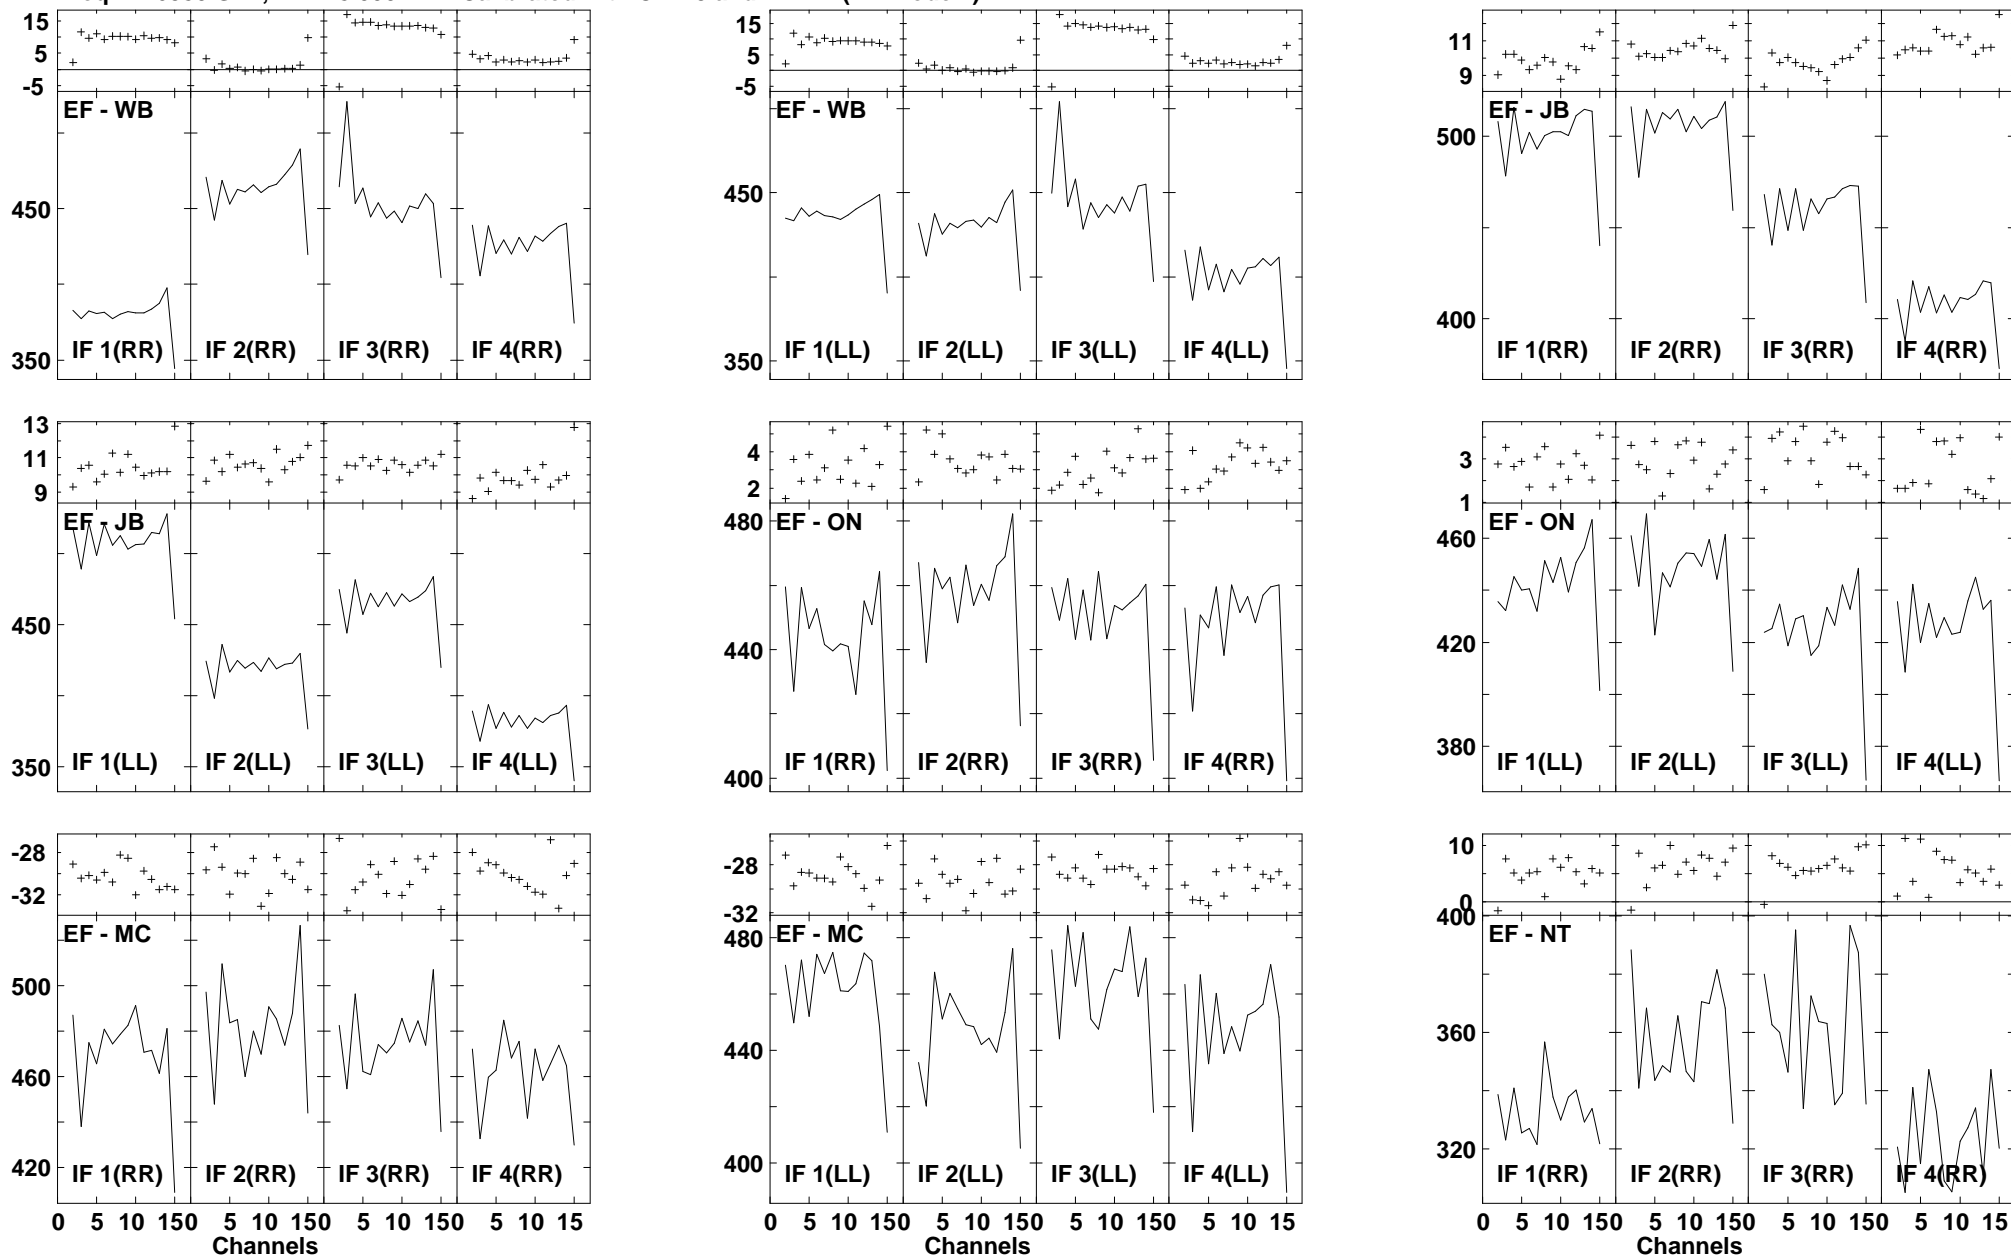 15 5 -5 15 5 -5 11 9
EF - WB EF - WB EF - JB
450 450 500
350 350 400
IF 1(RR) IF 2(RR) IF 3(RR) IF 4(RR) IF 1(LL) IF 2(LL) IF 3(LL) IF 4(LL) IF 1(RR) IF 2(RR) IF 3(RR) IF 4(RR)
13 11 9 4 2 3 1
EF - JB EF - ON EF - ON
450 480 440 460 420
350 400 380
IF 1(LL) IF 2(LL) IF 3(LL) IF 4(LL) IF 1(RR) IF 2(RR) IF 3(RR) IF 4(RR) IF 1(LL) IF 2(LL) IF 3(LL) IF 4(LL)
-28 -32 -28 -32 10 0
EF - MC EF - MC EF - NT
500 460 420 480 440 400 400 360 320
IF 1(RR) IF 2(RR) IF 3(RR) IF 4(RR) IF 1(LL) IF 2(LL) IF 3(LL) IF 4(LL) IF 1(RR) IF 2(RR) IF 3(RR) IF 4(RR)
0 5 10 150 5 10 150 5 10 150 5 10 15 0 5 10 150 5 10 150 5 10 150 5 10 15 0 5 10 150 5 10 150 5 10 150 5 10 15
Channels Channels Channels